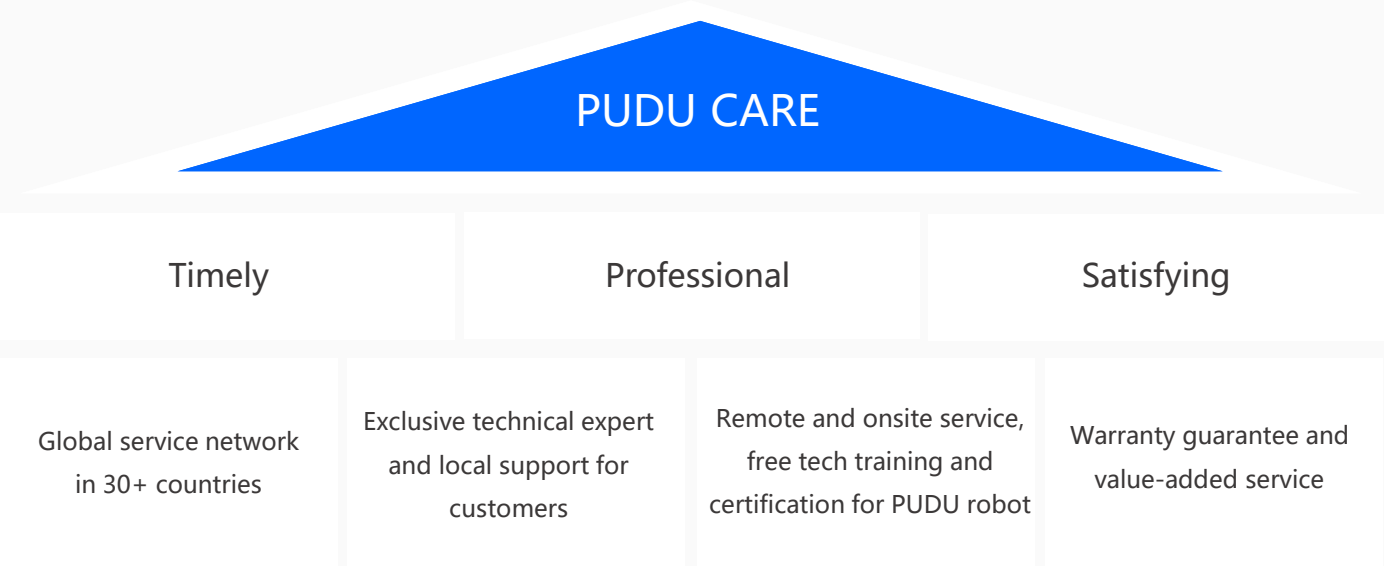 PUDU CARE
Timely
Professional
Satisfying
Global service network
in 30+ countries
Exclusive technical expert
and local support for
customers
Remote and onsite service,
free tech training and
certification for PUDU robot
Warranty guarantee and
value-added service